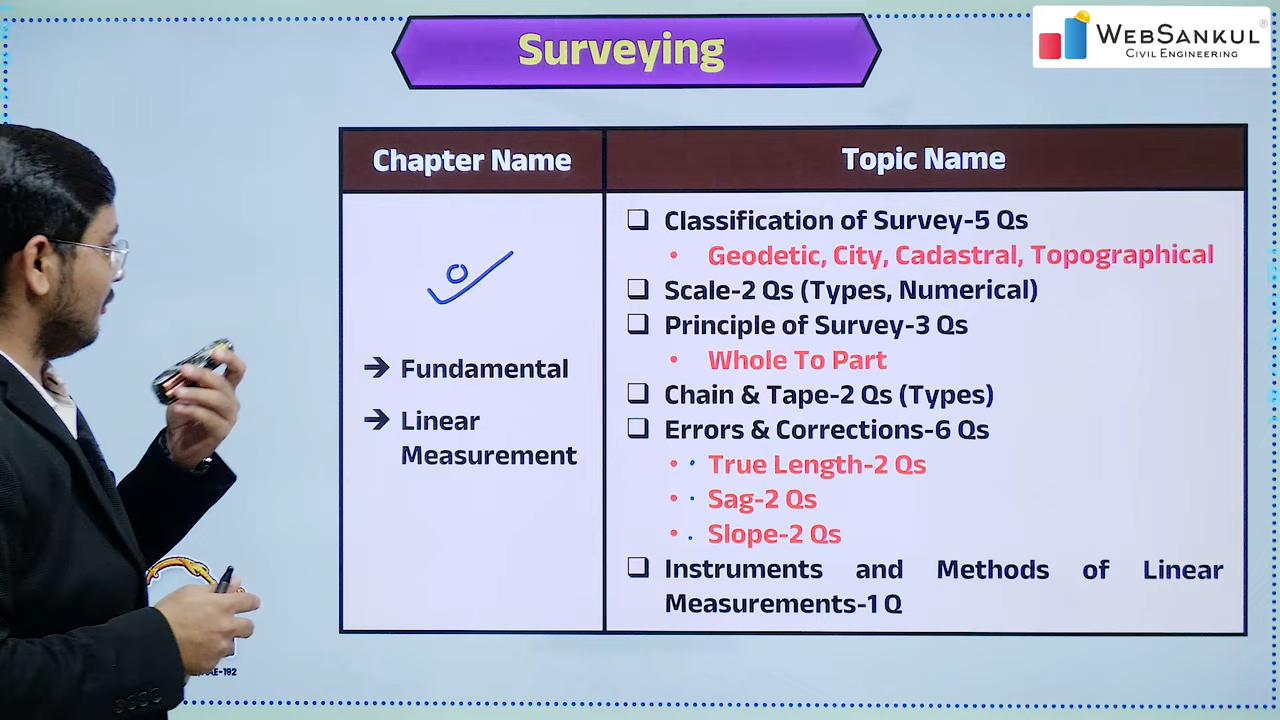 Surveying
WEBSANKUL®
CIVIL ENGINEERING
Chapter Name
Topic Name
→ Fundamental
→ Linear
Measurement
❑ Classification of Survey-5 Qs
• Geodetic, City, Cadastral, Topographical
❑ Scale-2 Qs (Types, Numerical)
❑ Principle of Survey-3 Qs
• Whole To Part
❑ Chain & Tape-2 Qs (Types)
❑ Errors & Corrections-6 Qs
• True Length-2 Qs
• Sag-2 Qs
• Slope-2 Qs
❑ Instruments and Methods of Linear
Measurements-1 Q